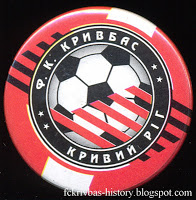 Ф.К. КРИВБАС
КРИВИЙ РІГ
fckrivbas-history.blogspot.com